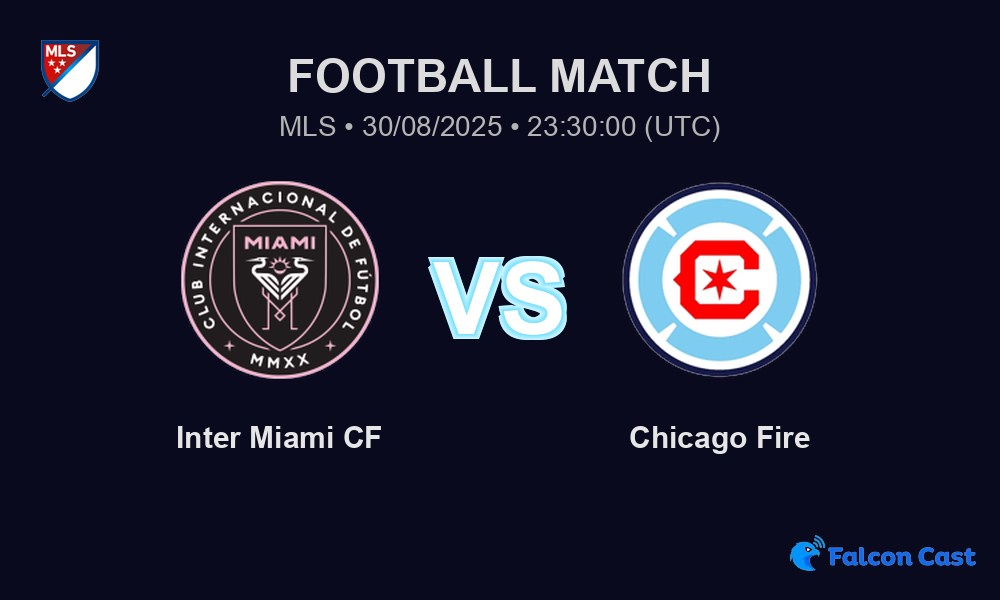 MLS
FOOTBALL MATCH
MLS • 30/08/2025 • 23:30:00 (UTC)
CLUB INTERNACIONAL DE FÚTBOL
MIAMI
MMXX
VS
C
Inter Miami CF
Chicago Fire
Falcon Cast